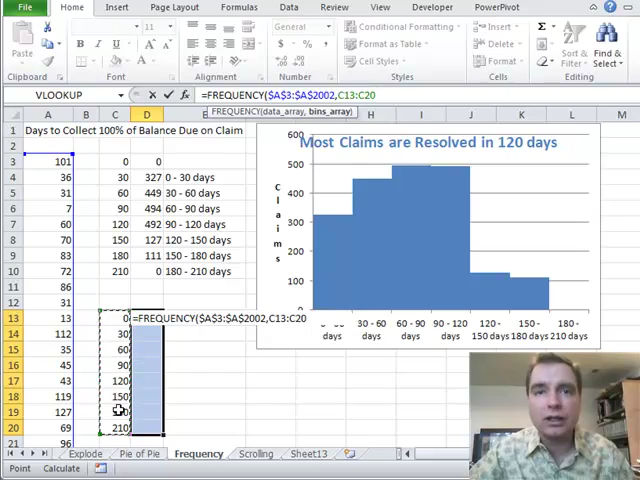 File Home Insert Page Layout Formulas Data Review View Developer PowerPivot
Paste
Calibri 11
General
Conditional Formatting
Format as Table
Cell Styles
Insert
Delete
Format
Sort & Filter
Find & Select
Clipboard Font Alignment Number Styles Cells Editing
VLOOKUP =FREQUENCY($A$3:$A$2002,C13:C20
FREQUENCY(data_array, bins_array)
A B C D E F G H I J K L
1 Days to Collect 100% of Balance Due on Claim
2
3 101 0 0
4 36 30 327 0 - 30 days
5 31 60 449 30 - 60 days
6 7 90 494 60 - 90 days
7 60 120 492 90 - 120 days
8 70 150 127 120 - 150 days
9 83 180 111 150 - 180 days
10 72 210 0 180 - 210 days
11 86
12 31
13 13 0 =FREQUENCY($A$3:$A$2002,C13:C20
14 112 30
15 35 60
16 45 90
17 43 120
18 119 150
19 127
20 69 210
21 96
Most Claims are Resolved in 120 days
600
500
400
300
200
100
0
Claims
30 - 60 days
60 - 90 days
90 - 120 days
120 - 150 days
150 - 180 days
180 - 210 days
Explode Pie of Pie Frequency Scrolling Sheet13
Point Calculate